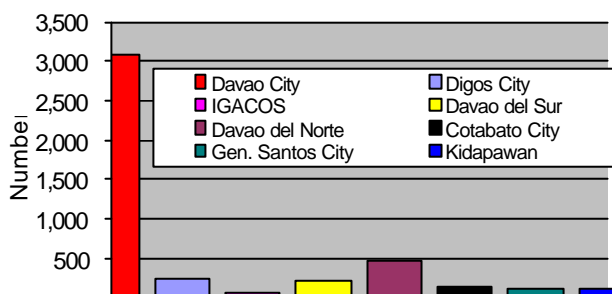 3,500
3,000
2,500
2,000
1,500
1,000
500
Number
Davao City Digos City
IGACOS Davao del Sur
Davao del Norte Cotabato City
Gen. Santos City Kidapawan